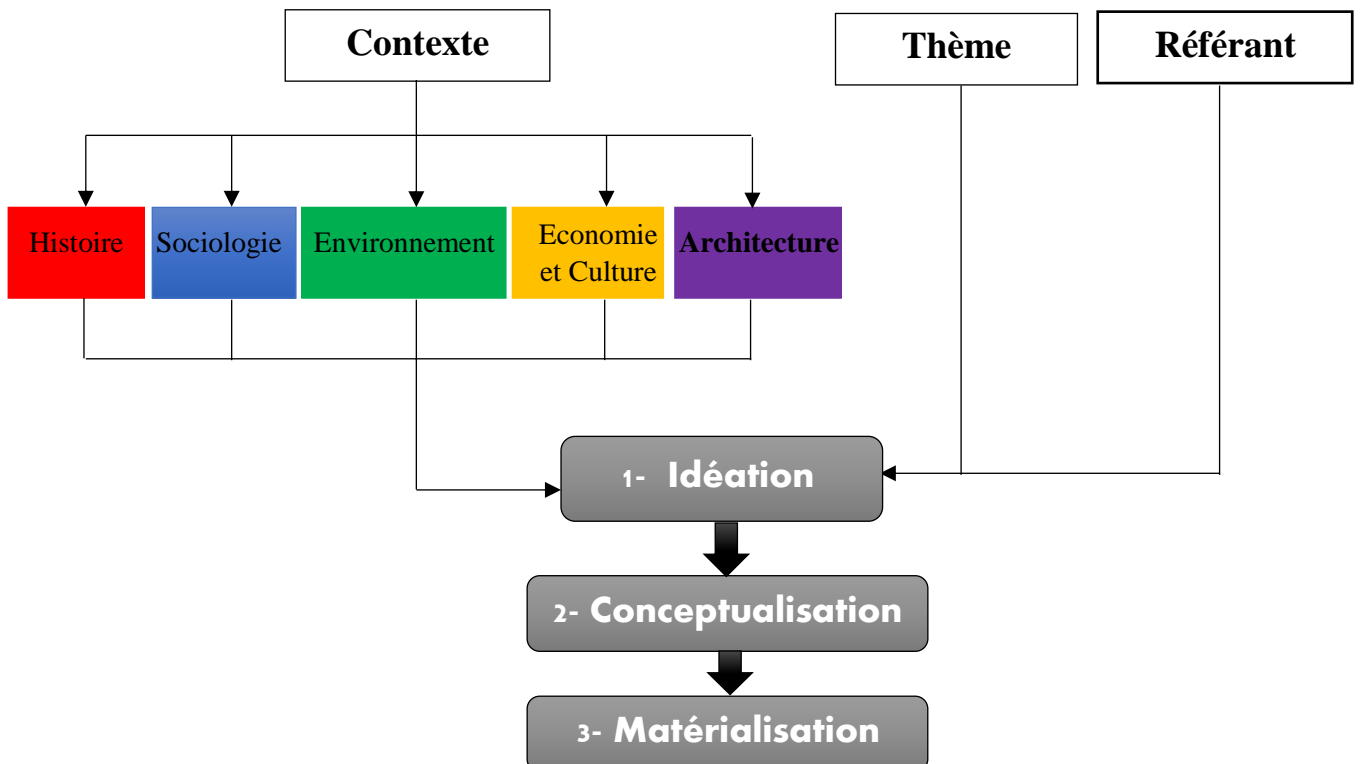 Contexte
Thème
Référant
Histoire
Sociologie
Environnement
Economie
et Culture
Architecture
1- Idéation
2- Conceptualisation
3- Matérialisation